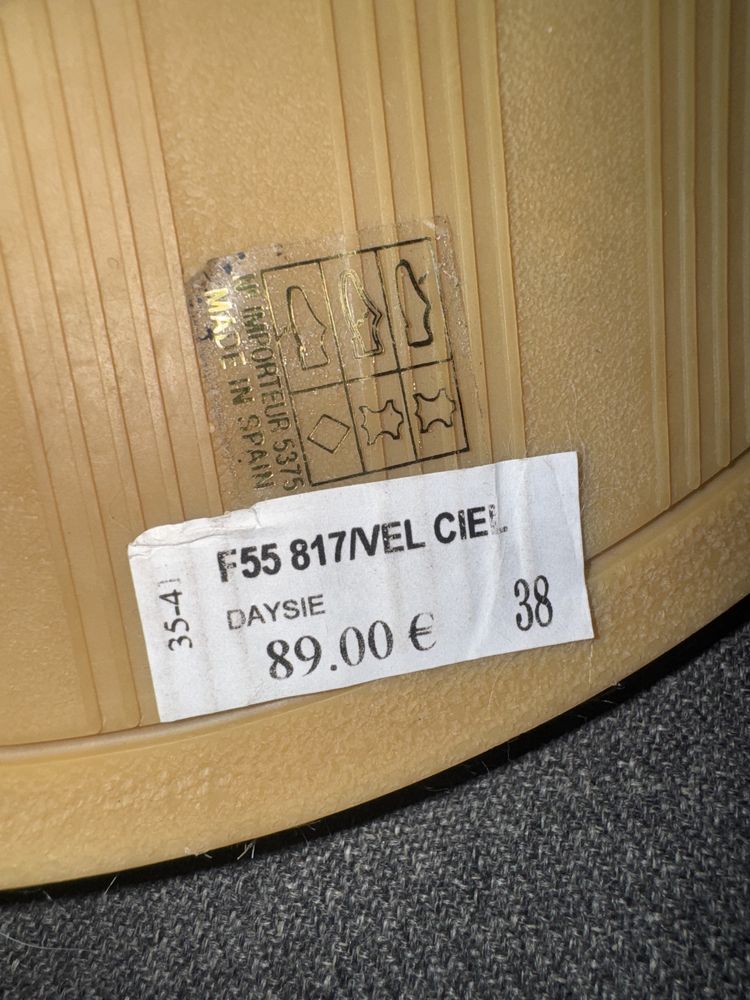 N° IMPORTEUR 5375
MADE IN SPAIN
F55 817/VEL CIEL
DAYSIE
35-41
89.00 €
38